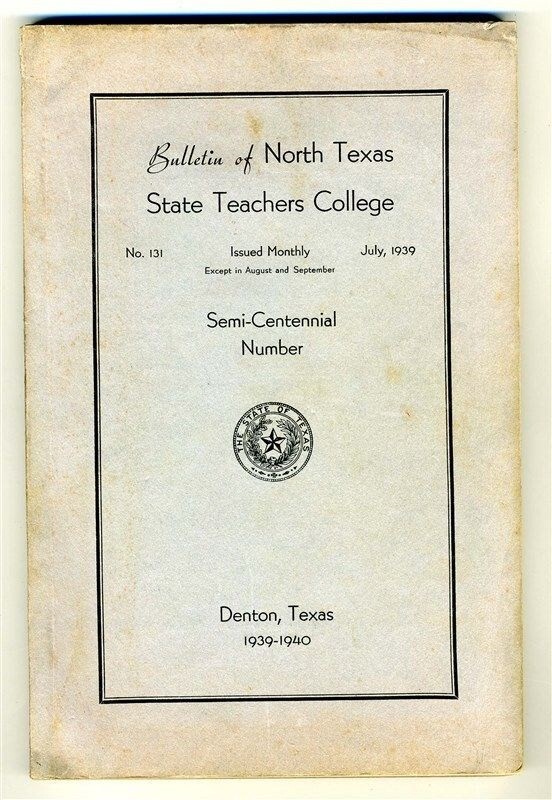 Bulletin of North Texas
State Teachers College
No. 131 Issued Monthly July, 1939
Except in August and September
Semi-Centennial
Number
THE STATE OF TEXAS
Denton, Texas
1939-1940